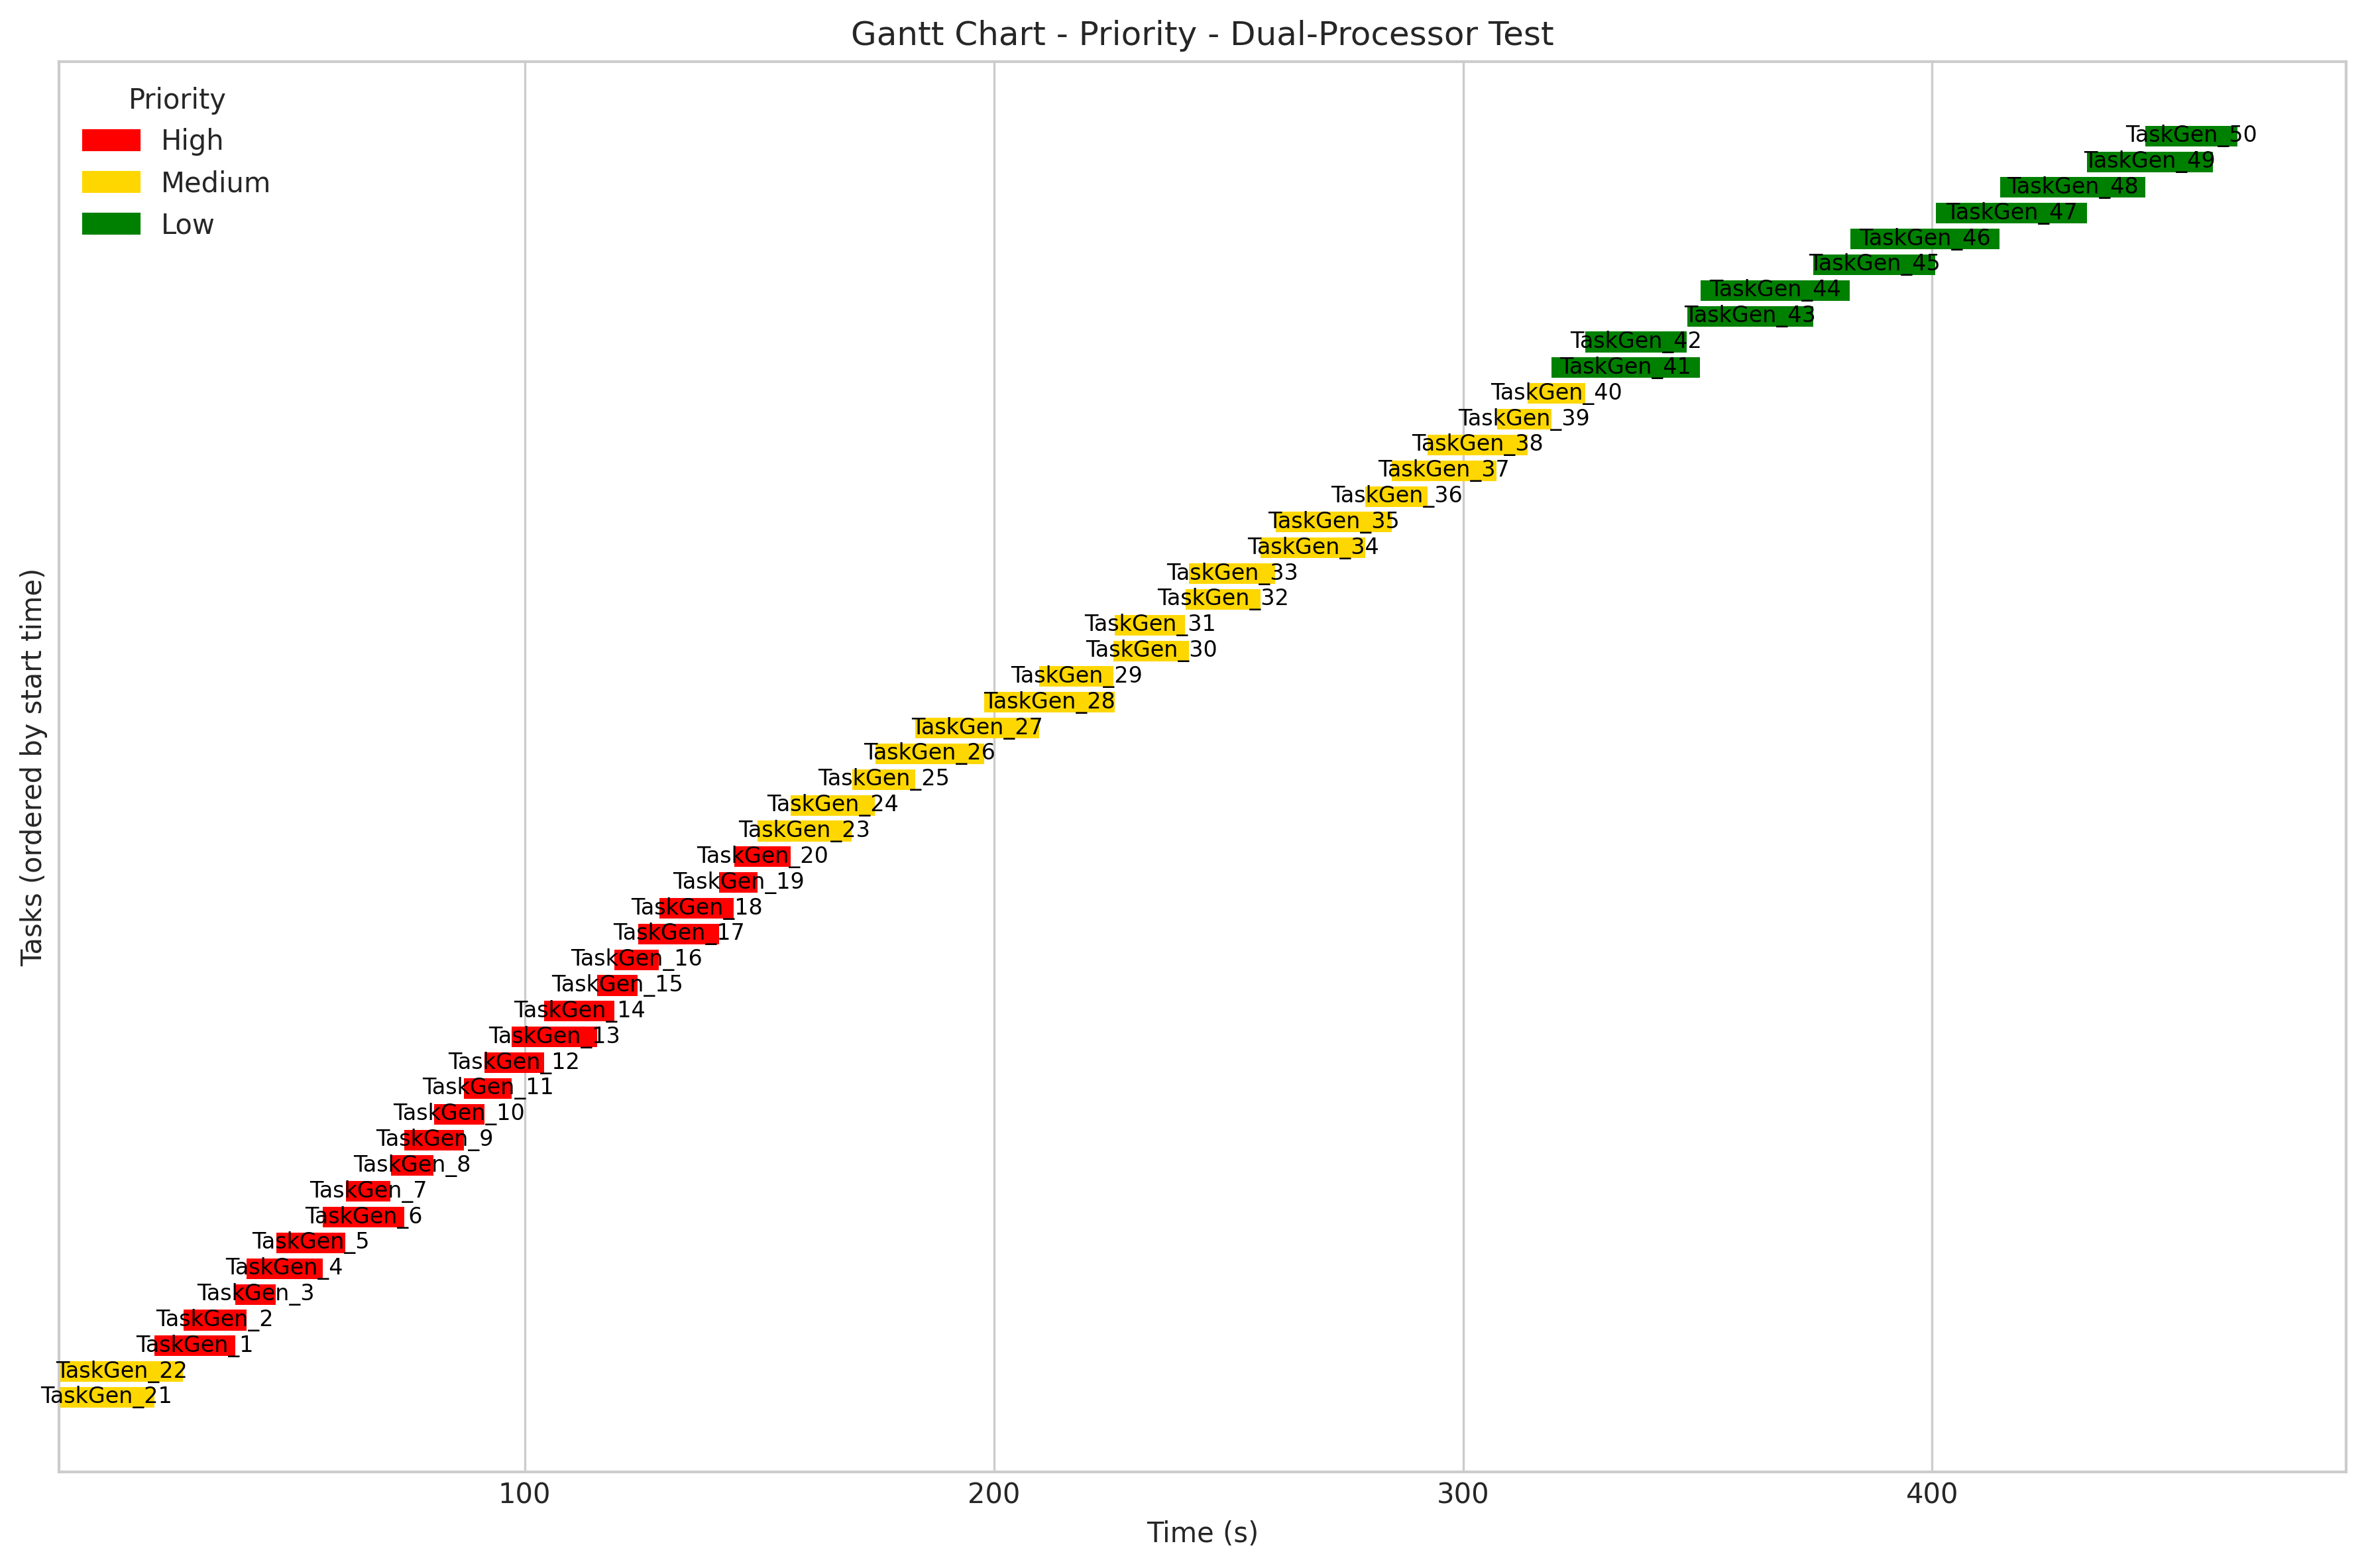 Gantt Chart - Priority - Dual-Processor Test
Priority
High
Medium
Low
TaskGen_50
TaskGen_49
TaskGen_48
TaskGen_47
TaskGen_46
TaskGen_45
TaskGen_44
TaskGen_43
TaskGen_42
TaskGen_41
TaskGen_40
TaskGen_39
TaskGen_38
TaskGen_37
TaskGen_36
TaskGen_35
TaskGen_34
TaskGen_33
TaskGen_32
TaskGen_31
TaskGen_30
TaskGen_29
TaskGen_28
TaskGen_27
TaskGen_26
TaskGen_25
TaskGen_24
TaskGen_23
TaskGen_20
TaskGen_19
TaskGen_18
TaskGen_17
TaskGen_16
TaskGen_15
TaskGen_14
TaskGen_13
TaskGen_12
TaskGen_11
TaskGen_10
TaskGen_9
TaskGen_8
TaskGen_7
TaskGen_6
TaskGen_5
TaskGen_4
TaskGen_3
TaskGen_2
TaskGen_1
TaskGen_22
TaskGen_21
Tasks (ordered by start time)
100 200 300 400
Time (s)